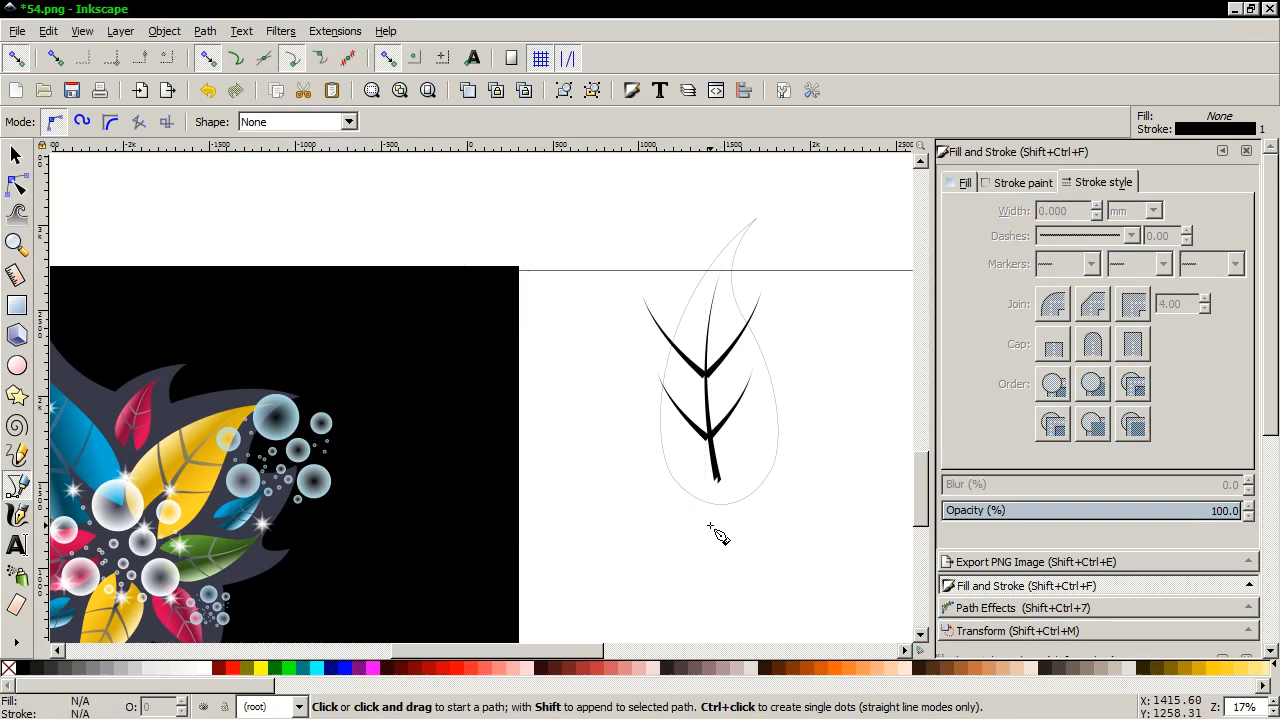 *54.png - Inkscape
File Edit View Layer Object Path Text Filters Extensions Help
Mode: Shape: None
Fill: None
Stroke: 1
-2k -1000 -500 0 500 1000 1500 2k 2500
Fill and Stroke (Shift+Ctrl+F)
Fill Stroke paint Stroke style
Width: 0.000 mm
Dashes: 0.00
Markers:
Join: 4.00
Cap:
Order:
Blur (%) 0.0
Opacity (%) 100.0
Export PNG Image (Shift+Ctrl+E)
Fill and Stroke (Shift+Ctrl+F)
Path Effects (Shift+Ctrl+7)
Transform (Shift+Ctrl+M)
Fill: N/A
Stroke: N/A
O: 0
(root)
Click or click and drag to start a path; with Shift to append to selected path. Ctrl+click to create single dots (straight line modes only).
X: 1415.60
Y: 1258.31
Z: 17%